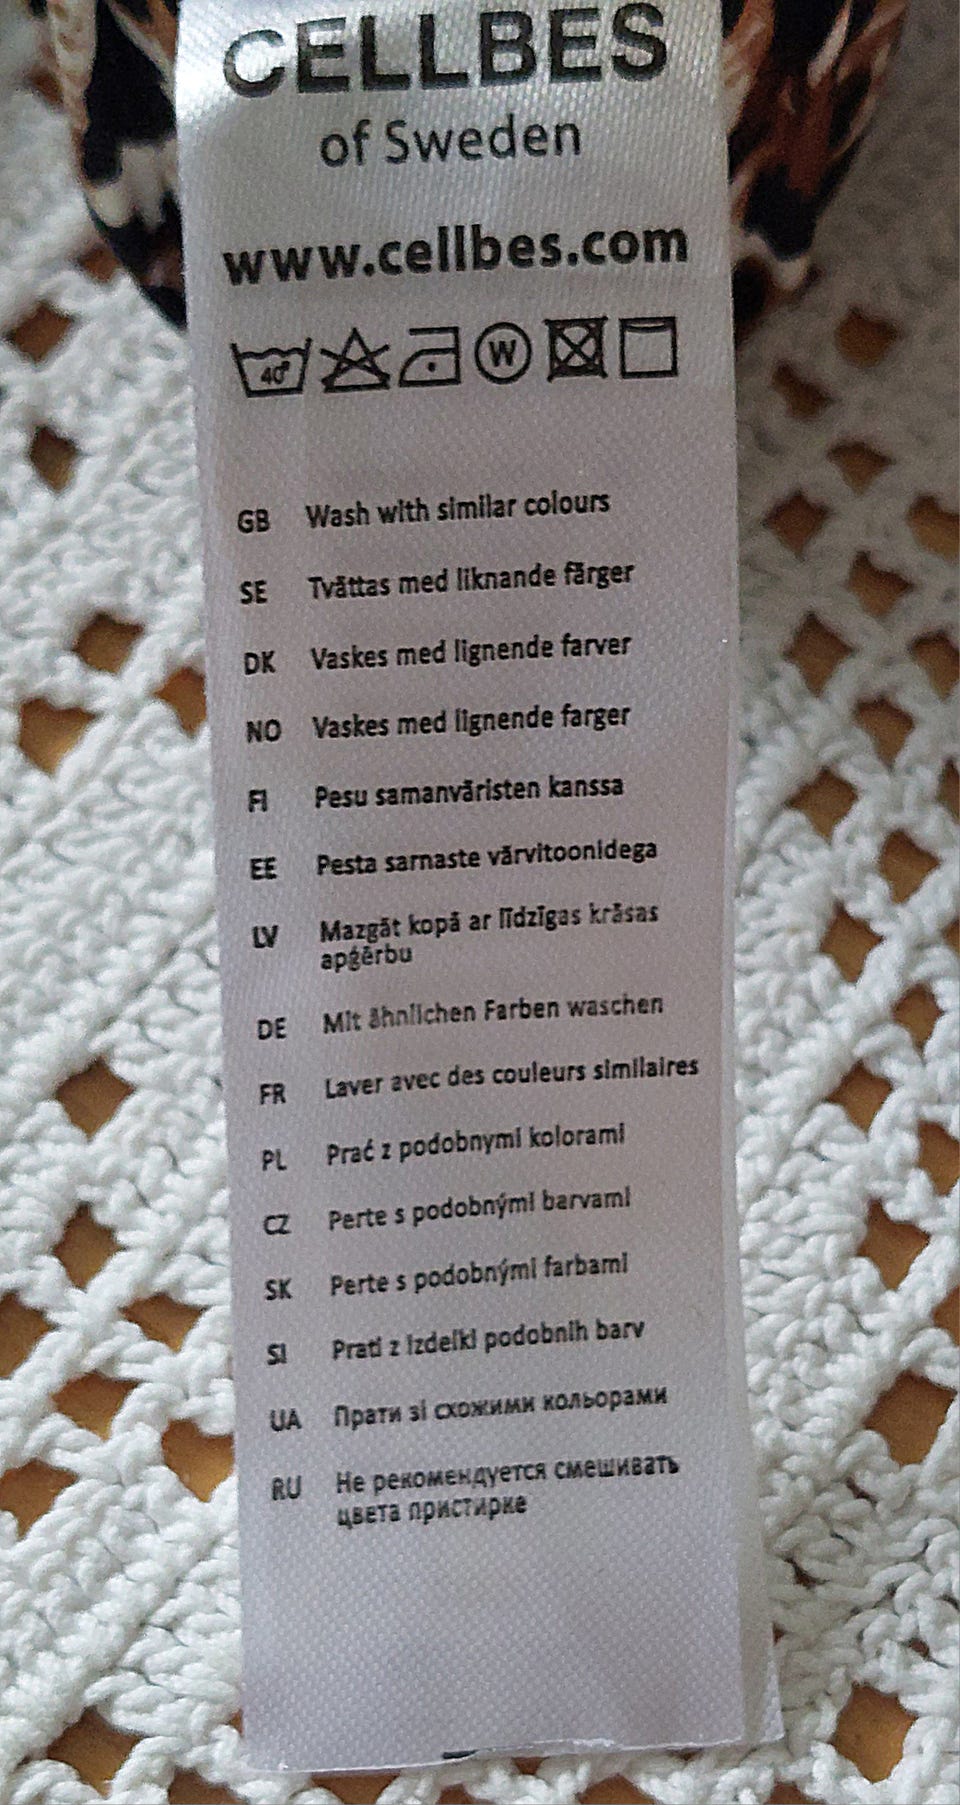 CELLBES
of Sweden
www.cellbes.com
40° W
GB Wash with similar colours
SE Tvättas med liknande färger
DK Vaskes med lignende farver
NO Vaskes med lignende farger
FI Pesu samanväristen kanssa
EE Pesta sarnaste värvitoonidega
LV Mazgāt kopā ar līdzīgas krāsas
apģērbu
DE Mit ähnlichen Farben waschen
FR Laver avec des couleurs similaires
PL Prać z podobnymi kolorami
CZ Perte s podobnými barvami
SK Perte s podobnými farbami
SI Prati z izdelki podobnih barv
UA Прати зі схожими кольорами
RU Не рекомендуется смешивать
цвета пристирке